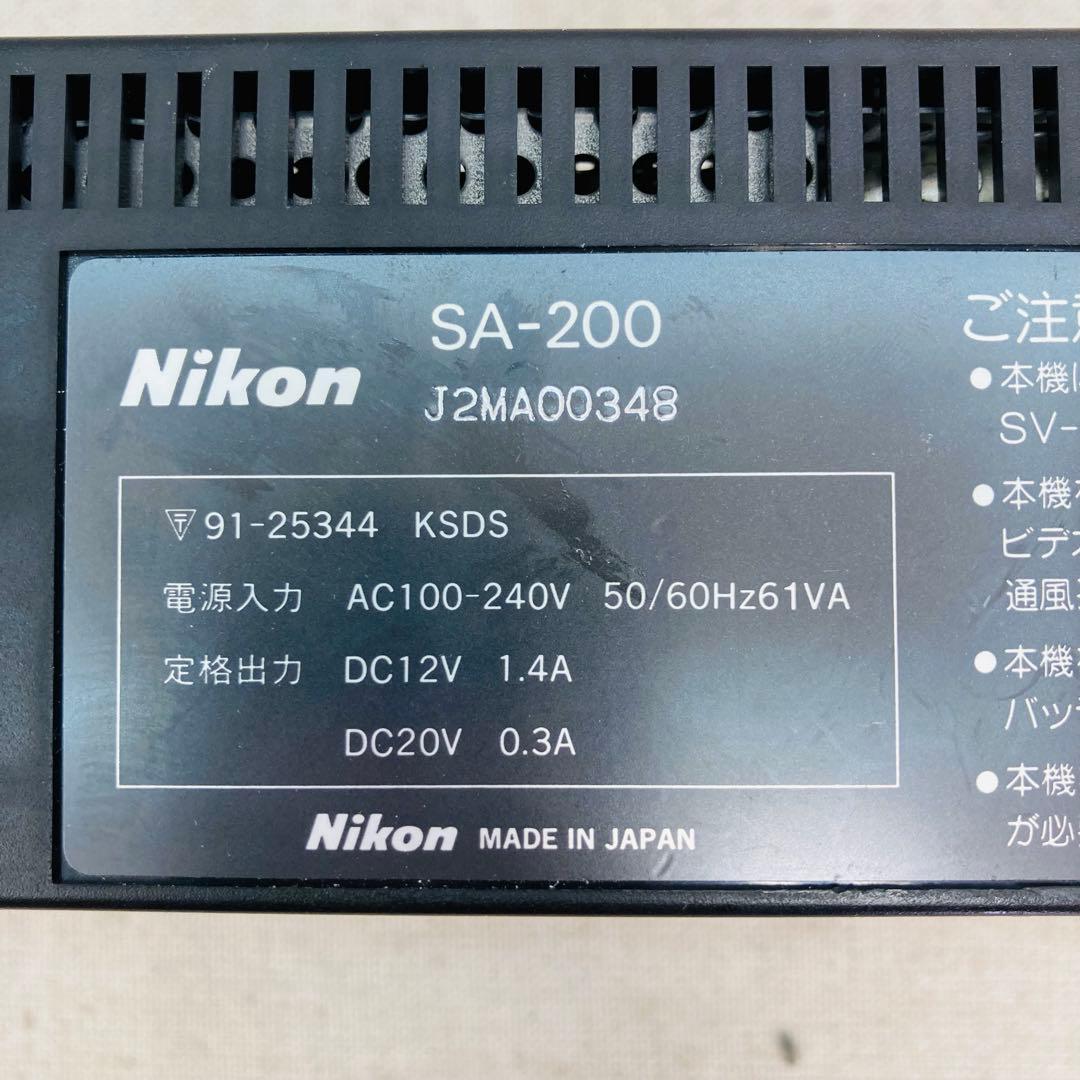 Nikon
SA-200
J2MA00348
91-25344 KSDS
電源入力 AC100-240V 50/60Hz61VA
定格出力 DC12V 1.4A
DC20V 0.3A
Nikon MADE IN JAPAN
ご注意
●本機
SV-
●本機
ビデオ
通風
●本機
バッ
●本機
が必